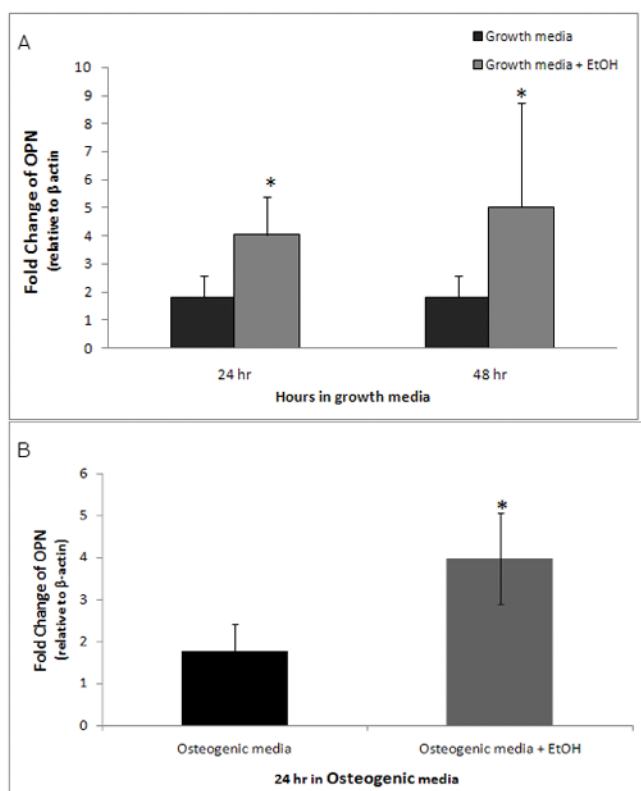 A
Growth media
Growth media + EtOH
Fold Change of OPN
(relative to β actin
10
9
8
7
6
5
4
3
2
1
0
*
*
24 hr
48 hr
Hours in growth media
B
Fold Change of OPN
(relative to β-actin)
6
5
4
3
2
1
0
*
Osteogenic media
Osteogenic media + EtOH
24 hr in Osteogenic media